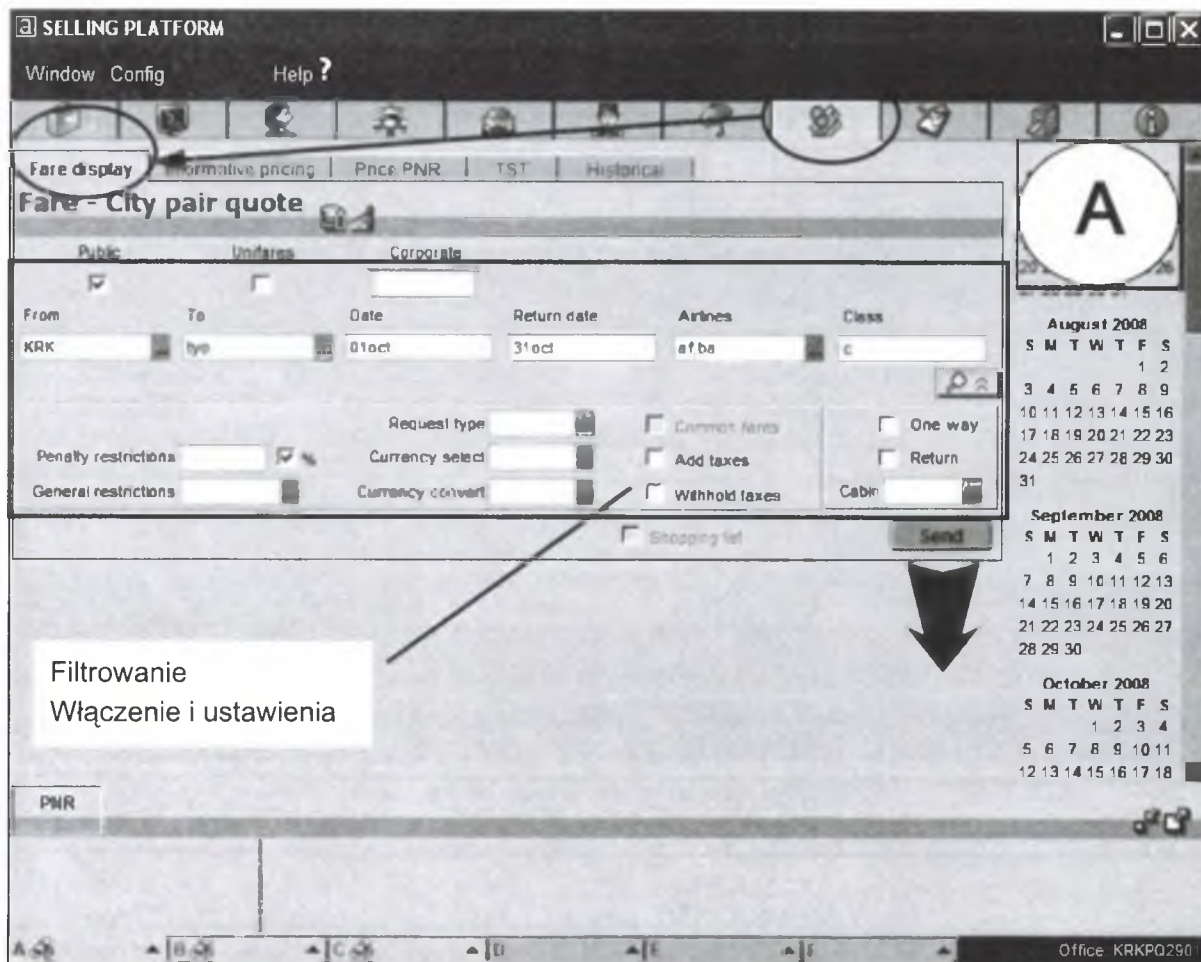 a SELLING PLATFORM
Window Config Help ?
Fare display pricing Price PNR TST Historical
Fare - City pair quote
Public Unifares Corporate
From To Date Return date Airlines Class
KRK tyo 01oct 31oct af,ba c
Request type Common fares One way
Penalty restrictions % Currency select Add taxes Return
General restrictions Currency convert Withhold taxes Cabin
Shopping list Send
Filtrowanie
Włączenie i ustawienia
PNR
A B C D E F Office KRKPQ290
A
20 26
August 2008
S M T W T F S
1 2
3 4 5 6 7 8 9
10 11 12 13 14 15 16
17 18 19 20 21 22 23
24 25 26 27 28 29 30
31
September 2008
S M T W T F S
1 2 3 4 5 6
7 8 9 10 11 12 13
14 15 16 17 18 19 20
21 22 23 24 25 26 27
28 29 30
October 2008
S M T W T F S
1 2 3 4
5 6 7 8 9 10 11
12 13 14 15 16 17 18